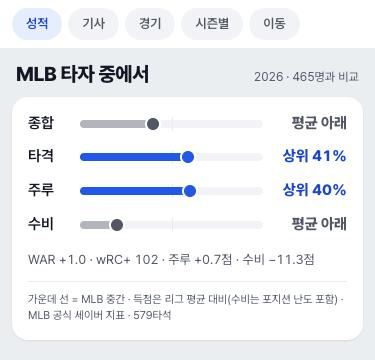 성적 기사 경기 시즌별 이동
MLB 타자 중에서 2026 · 465명과 비교
종합 평균 아래
타격 상위 41%
주루 상위 40%
수비 평균 아래
WAR +1.0 · wRC+ 102 · 주루 +0.7점 · 수비 −11.3점
가운데 선 = MLB 중간 · 득점은 리그 평균 대비(수비는 포지션 난도 포함) ·
MLB 공식 세이버 지표 · 579타석